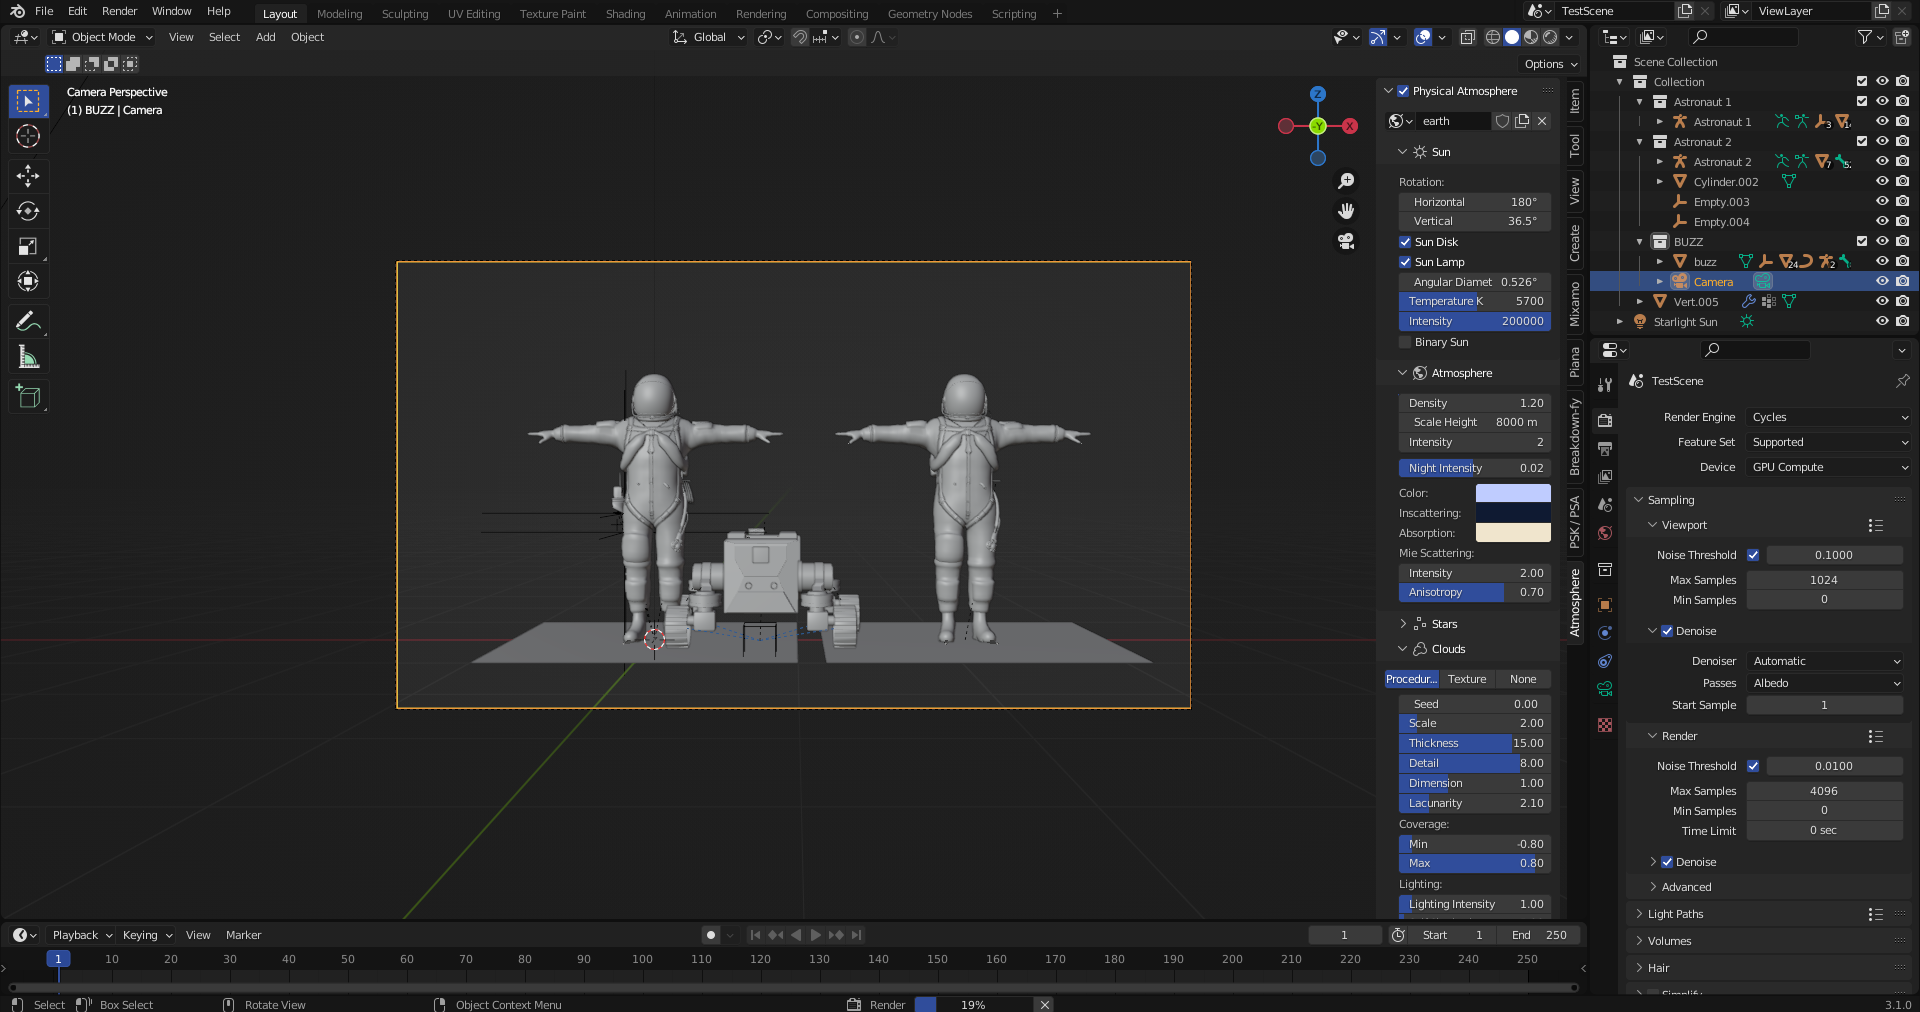 File Edit Render Window Help Layout Modeling Sculpting UV Editing Texture Paint Shading Animation Rendering Compositing Geometry Nodes Scripting + TestScene ViewLayer
Object Mode View Select Add Object Global
Options
Camera Perspective
(1) BUZZ | Camera
Z
Y
X
Physical Atmosphere
earth
Sun
Rotation:
Horizontal 180°
Vertical 36.5°
Sun Disk
Sun Lamp
Angular Diamet 0.526°
Temperature K 5700
Intensity 200000
Binary Sun
Atmosphere
Density 1.20
Scale Height 8000 m
Intensity 2
Night Intensity 0.02
Color:
Inscattering:
Absorption:
Mie Scattering:
Intensity 2.00
Anisotropy 0.70
Stars
Clouds
Procedur... Texture None
Seed 0.00
Scale 2.00
Thickness 15.00
Detail 8.00
Dimension 1.00
Lacunarity 2.10
Coverage:
Min -0.80
Max 0.80
Lighting:
Lighting Intensity 1.00
Item
Tool
View
Create
Mixamo
Piana
Breakdown-fy
PSK / PSA
Atmosphere
Scene Collection
Collection
Astronaut 1
Astronaut 1 3
Astronaut 2
Astronaut 2 7
Cylinder.002
Empty.003
Empty.004
BUZZ
buzz 24 2
Camera
Vert.005
Starlight Sun
TestScene
Render Engine Cycles
Feature Set Supported
Device GPU Compute
Sampling
Viewport
Noise Threshold 0.1000
Max Samples 1024
Min Samples 0
Denoise
Denoiser Automatic
Passes Albedo
Start Sample 1
Render
Noise Threshold 0.0100
Max Samples 4096
Min Samples 0
Time Limit 0 sec
Denoise
Advanced
Light Paths
Volumes
Hair
Playback Keying View Marker 1 Start 1 End 250
1 10 20 30 40 50 60 70 80 90 100 110 120 130 140 150 160 170 180 190 200 210 220 230 240 250
Select Box Select Rotate View Object Context Menu Render 19% 3.1.0